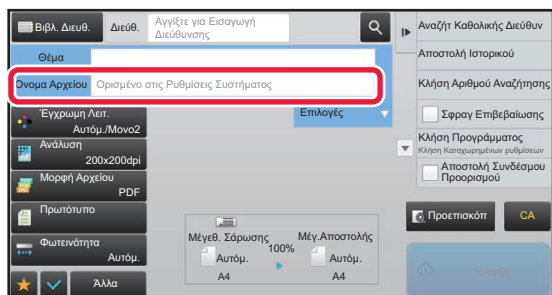 Βιβλ. Διευθ.
Διεύθ.
Αγγίξτε για Εισαγωγή
Διεύθυνσης
Θέμα
Όνομα Αρχείου
Ορισμένο στις Ρυθμίσεις Συστήματος
Έγχρωμη Λειτ.
Αυτόμ./Μονο2
Επιλογές
Ανάλυση
200x200dpi
Μορφή Αρχείου
PDF
Πρωτότυπο
Φωτεινότητα
Αυτόμ.
Άλλα
Μέγεθ. Σάρωσης
100%
Μέγ.Αποστολής
Αυτόμ.
Αυτόμ.
A4
A4
Αναζήτ Καθολικής Διεύθυν
Αποστολή Ιστορικού
Κλήση Αριθμού Αναζήτησης
Σφραγ Επιβεβαίωσης
Κλήση Προγράμματος
Κλήση Καταχωρημένων ρυθμίσεων
Αποστολή Συνδέσμου
Προορισμού
Προεπισκόπ
CA
Έναρξη